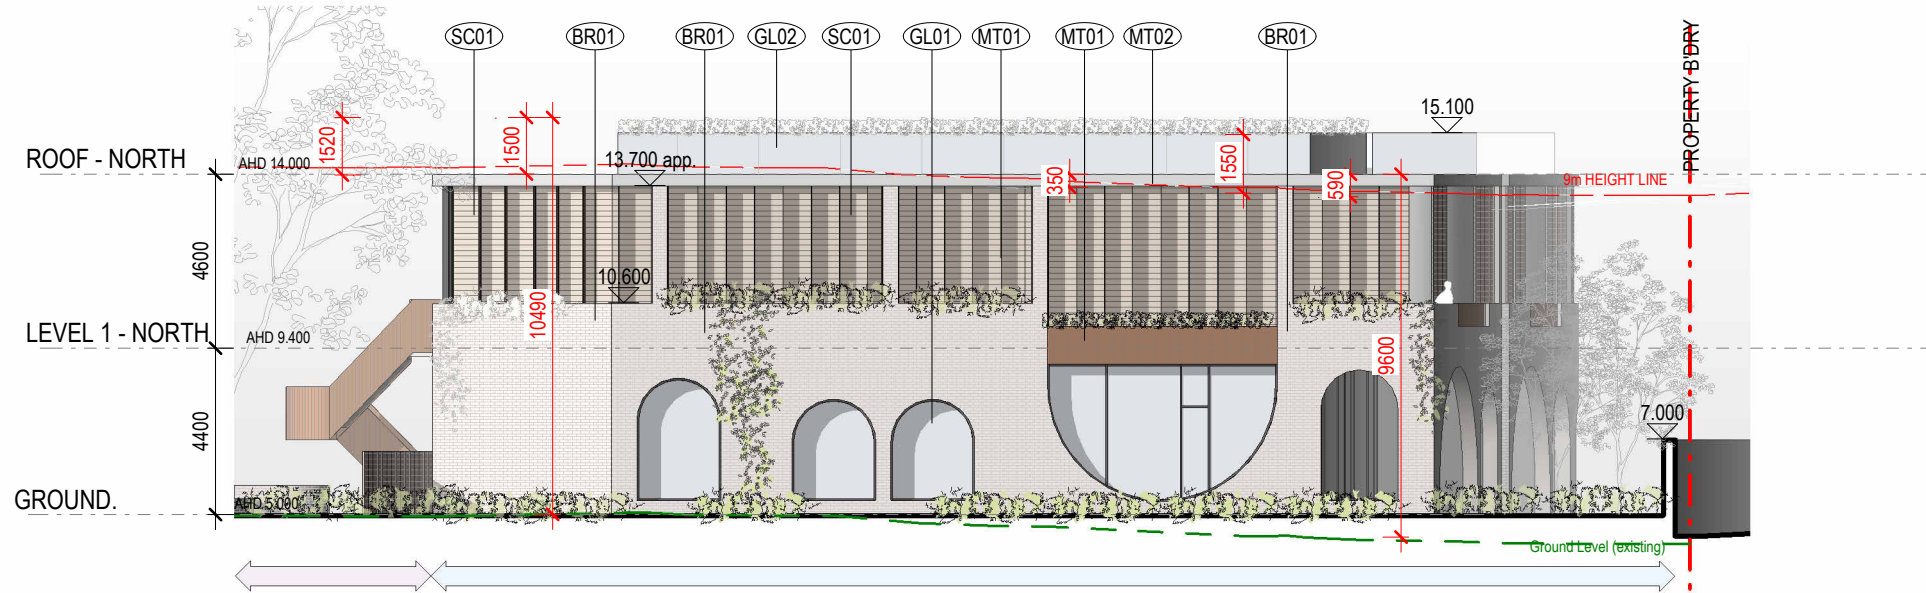 SC01 BR01 BR01 GL02 SC01 GL01 MT01 MT01 MT02 BR01
PROPERTY B'DRY
15.100
1520
1500
1550
ROOF - NORTH
AHD 14.000
13.700 app.
350
590
9m HEIGHT LINE
4600
10.600
10490
LEVEL 1 - NORTH
AHD 9.400
9600
4400
7.000
GROUND.
AHD 5.000
Ground Level (existing)